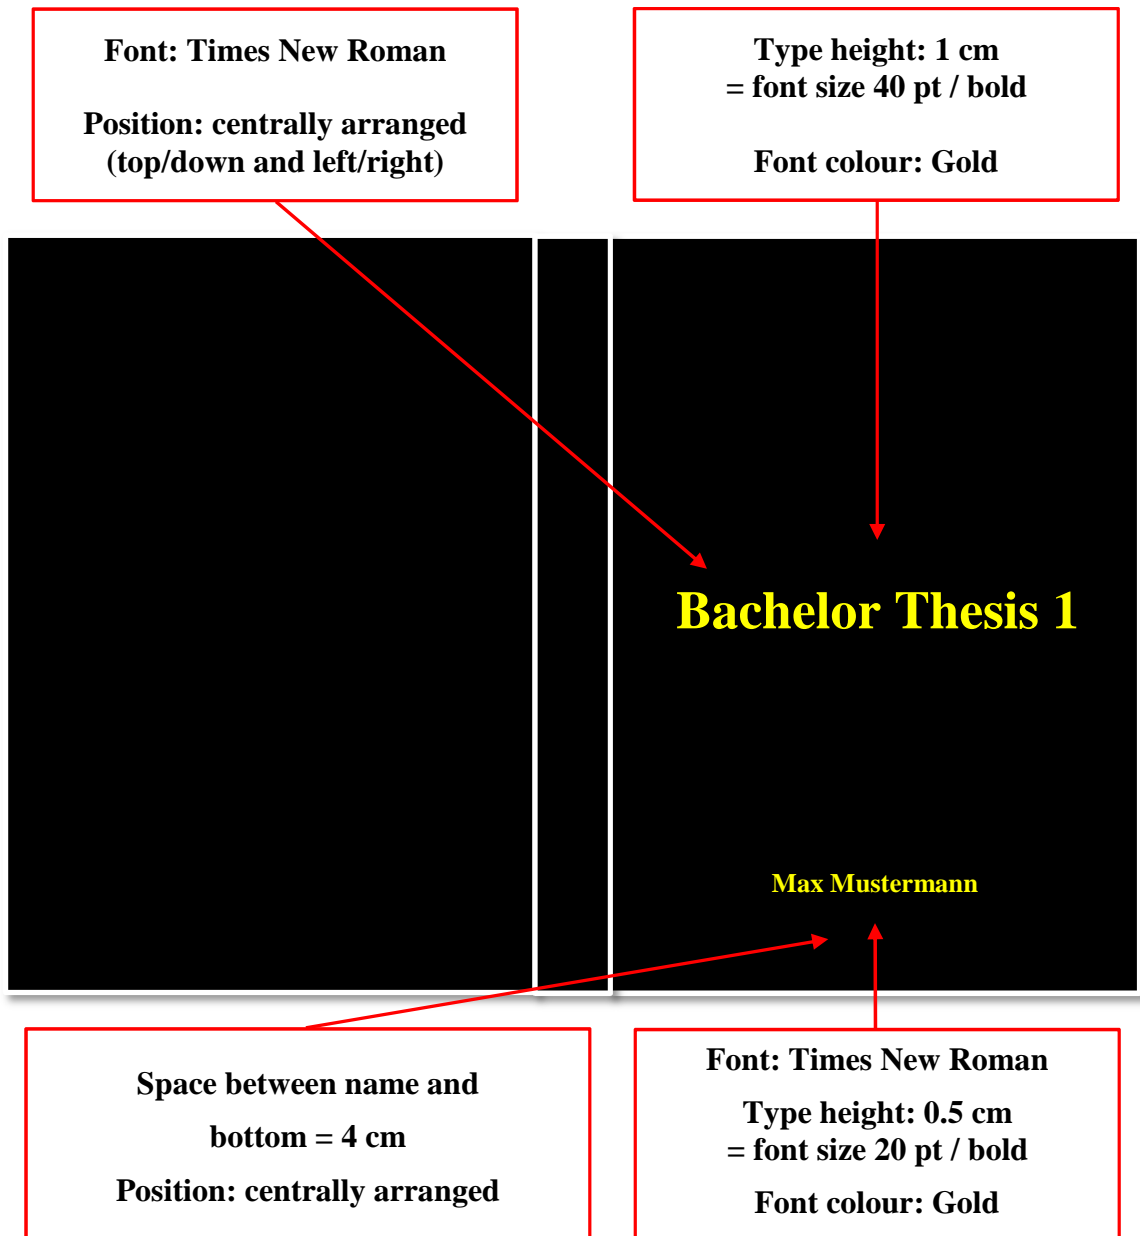 Font: Times New Roman
Position: centrally arranged
(top/down and left/right)
Type height: 1 cm
= font size 40 pt / bold
Font colour: Gold
Bachelor Thesis 1
Max Mustermann
Space between name and
bottom = 4 cm
Position: centrally arranged
Font: Times New Roman
Type height: 0.5 cm
= font size 20 pt / bold
Font colour: Gold